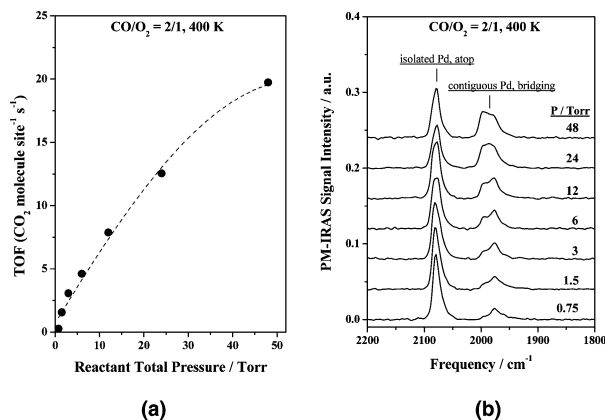 CO/O2 = 2/1, 400 K
25
20
15
10
5
0
0 10 20 30 40 50
TOF (CO2 molecule site-1 s-1)
Reactant Total Pressure / Torr
(a)
CO/O2 = 2/1, 400 K
isolated Pd, atop
contiguous Pd, bridging
P / Torr
48
24
12
6
3
1.5
0.75
0.4
0.3
0.2
0.1
0.0
2200 2100 2000 1900 1800
PM-IRAS Signal Intensity / a.u.
Frequency / cm-1
(b)